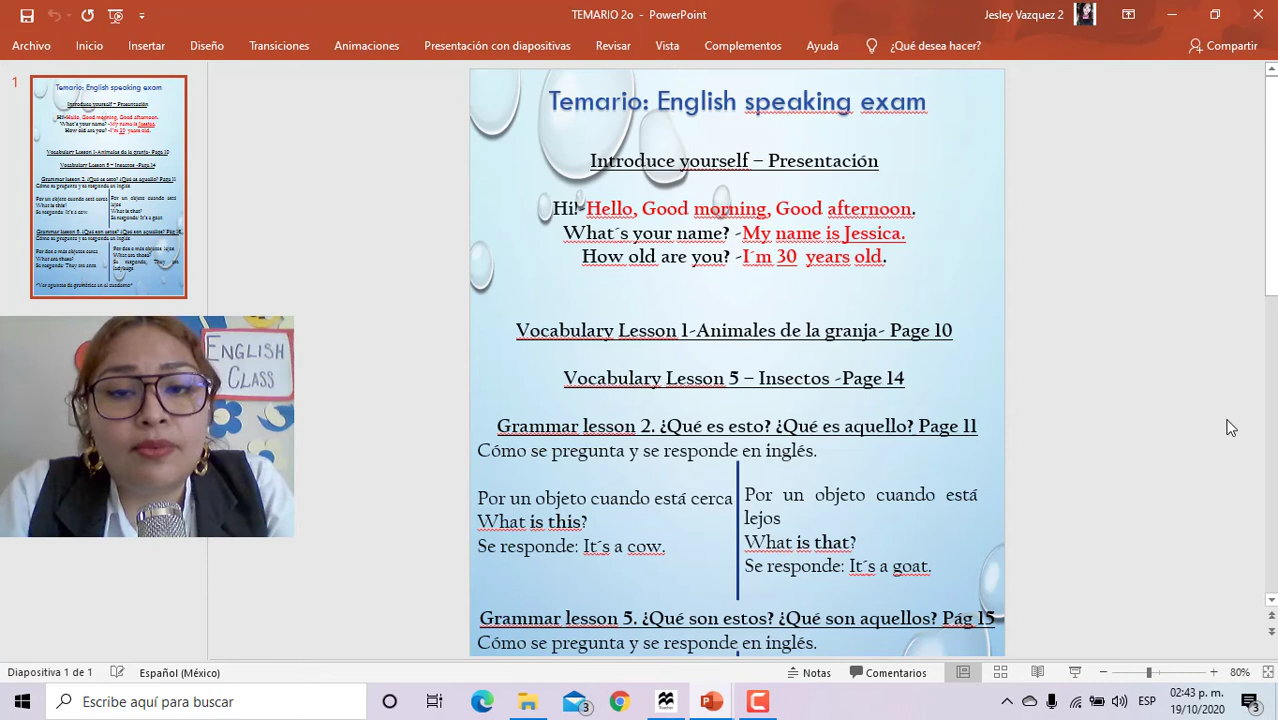 TEMARIO 2o - PowerPoint
Jesley Vazquez 2
Archivo Inicio Insertar Diseño Transiciones Animaciones Presentación con diapositivas Revisar Vista Complementos Ayuda ¿Qué desea hacer? Compartir
1
Temario: English speaking exam
Introduce yourself – Presentación
Hi!-Hello, Good morning, Good afternoon.
What´s your name? -My name is Jessica.
How old are you? -I´m 30 years old.
Vocabulary Lesson 1-Animales de la granja- Page 10
Vocabulary Lesson 5 – Insectos -Page 14
Grammar lesson 2. ¿Qué es esto? ¿Qué es aquello? Page 11
Cómo se pregunta y se responde en inglés.
Por un objeto cuando está cerca
What is this?
Se responde: It´s a cow.
Por un objeto cuando está
lejos
What is that?
Se responde: It´s a goat.
Grammar lesson 5. ¿Qué son estos? ¿Qué son aquellos? Pág 15
Cómo se pregunta y se responde en inglés.
ENGLISH
CLASS
Diapositiva 1 de 1 Español (México) Notas Comentarios 80%
Escribe aquí para buscar
3
ESP
02:43 p. m.
19/10/2020
3